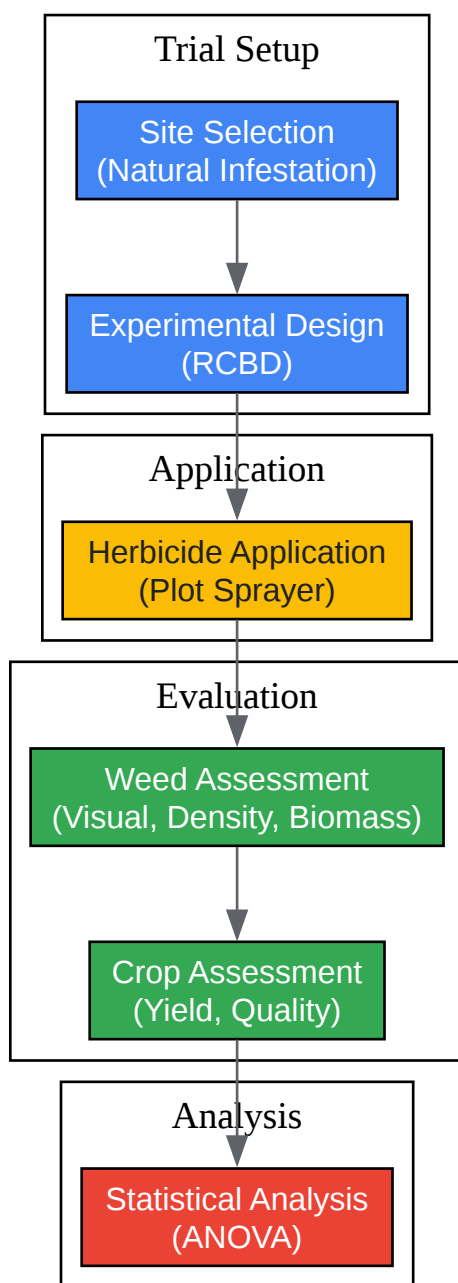 Trial Setup
Site Selection
(Natural Infestation)
Experimental Design
(RCBD)
Application
Herbicide Application
(Plot Sprayer)
Evaluation
Weed Assessment
(Visual, Density, Biomass)
Crop Assessment
(Yield, Quality)
Analysis
Statistical Analysis
(ANOVA)